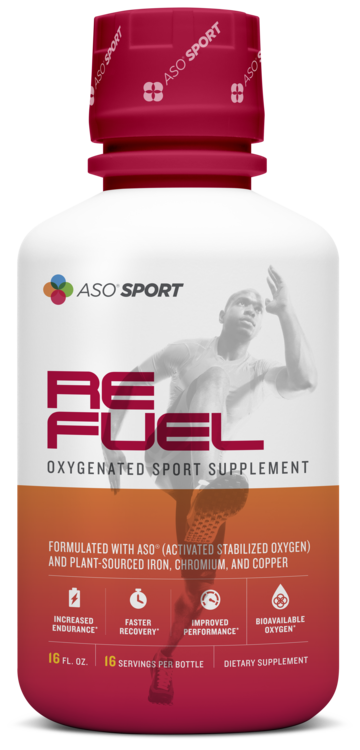 ASO SPORT
ASO SPORT
ASO® SPORT
RE
FUEL
OXYGENATED SPORT SUPPLEMENT
FORMULATED WITH ASO® (ACTIVATED STABILIZED OXYGEN)
AND PLANT-SOURCED IRON, CHROMIUM, AND COPPER
INCREASED
ENDURANCE*
FASTER
RECOVERY*
IMPROVED
PERFORMANCE*
BIOAVAILABLE
OXYGEN*
16 FL. OZ.
16 SERVINGS PER BOTTLE
DIETARY SUPPLEMENT